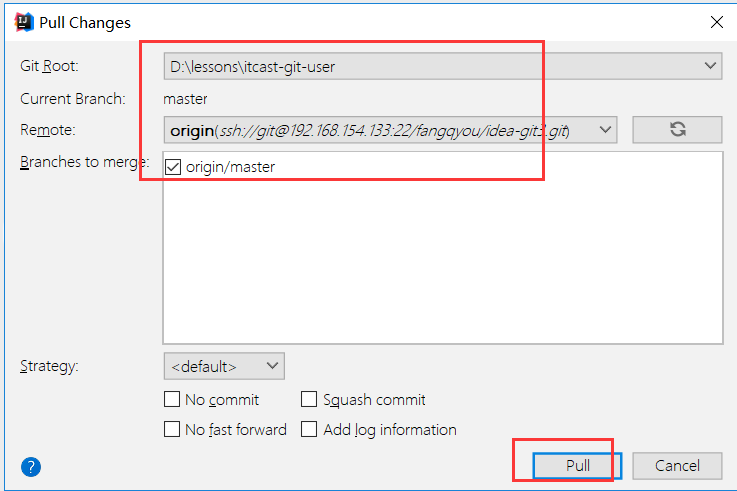 Pull Changes
Git Root: D:\lessons\itcast-git-user
Current Branch: master
Remote: origin(ssh://git@192.168.154.133:22/fangqyou/idea-git3.git)
Branches to merge: origin/master
Strategy: <default>
No commit Squash commit
No fast forward Add log information
? Pull Cancel